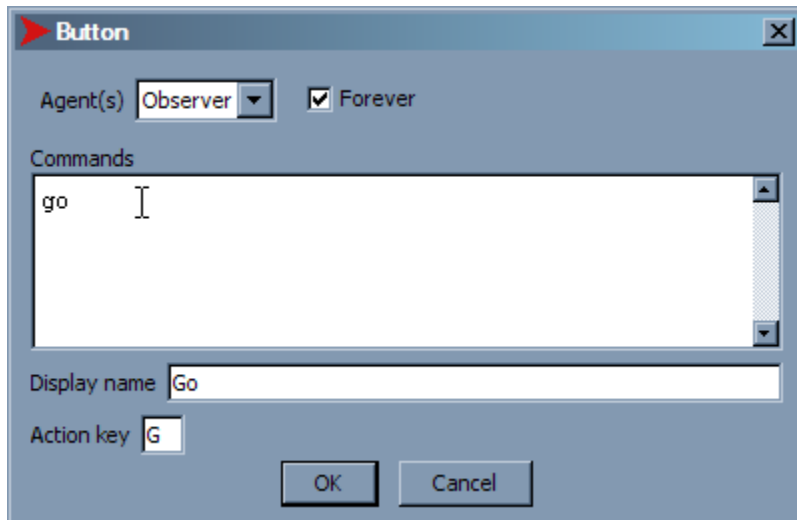 Button
Agent(s) Observer Forever
Commands
go
Display name Go
Action key G
OK Cancel